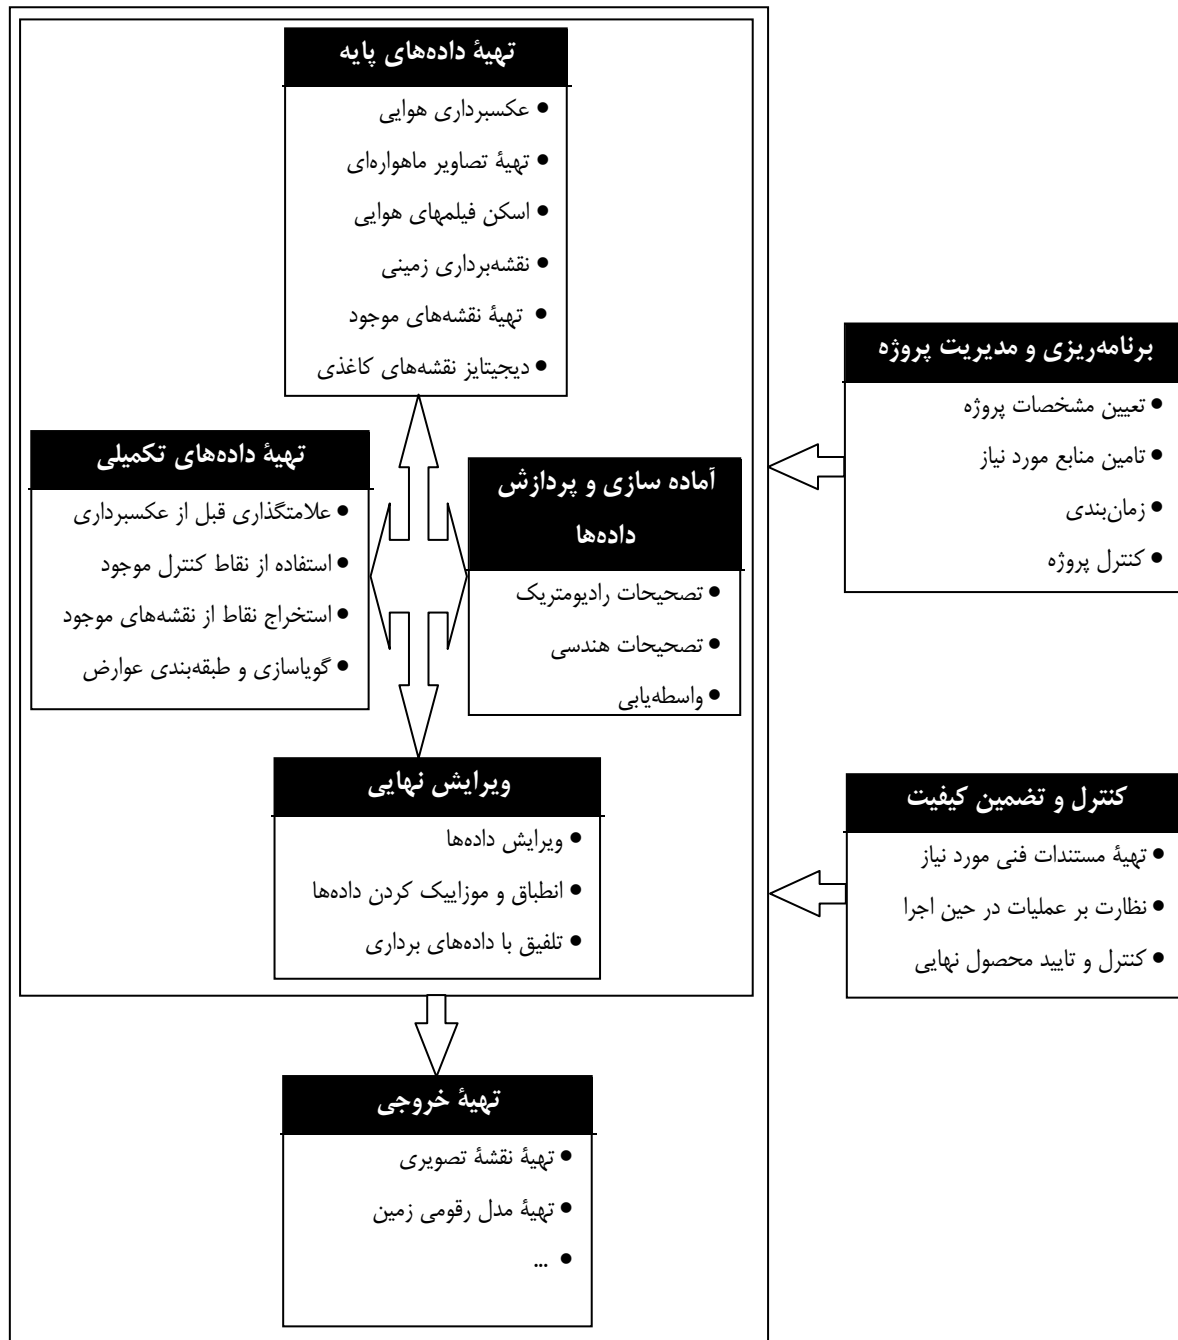 تهیهٔ داده‌های پایه
• عکسبرداری هوایی
• تهیهٔ تصاویر ماهواره‌ای
• اسکن فیلمهای هوایی
• نقشه‌برداری زمینی
• تهیهٔ نقشه‌های موجود
• دیجیتایز نقشه‌های کاغذی
برنامه‌ریزی و مدیریت پروژه
• تعیین مشخصات پروژه
• تامین منابع مورد نیاز
• زمان‌بندی
• کنترل پروژه
آماده سازی و پردازش
داده‌ها
• تصحیحات رادیومتریک
• تصحیحات هندسی
• واسطه‌یابی
تهیهٔ داده‌های تکمیلی
• علامتگذاری قبل از عکسبرداری
• استفاده از نقاط کنترل موجود
• استخراج نقاط از نقشه‌های موجود
• گویاسازی و طبقه‌بندی عوارض
ویرایش نهایی
• ویرایش داده‌ها
• انطباق و موزاییک کردن داده‌ها
• تلفیق با داده‌های برداری
کنترل و تضمین کیفیت
• تهیهٔ مستندات فنی مورد نیاز
• نظارت بر عملیات در حین اجرا
• کنترل و تایید محصول نهایی
تهیهٔ خروجی
• تهیهٔ نقشهٔ تصویری
• تهیهٔ مدل رقومی زمین
• ...